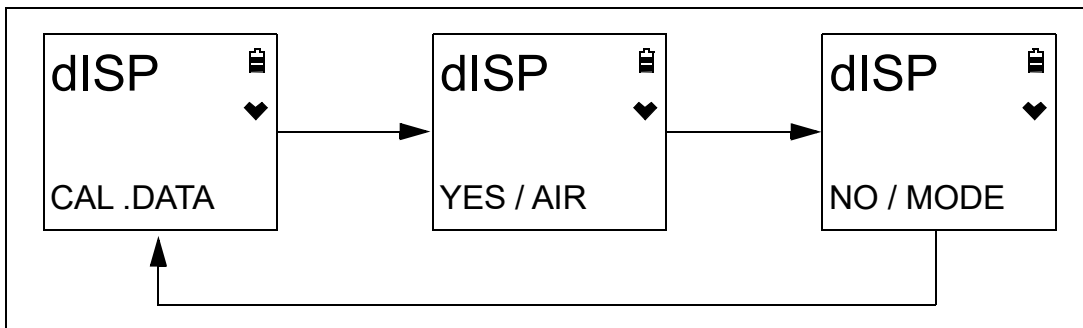 dISP
CAL .DATA
dISP
YES / AIR
dISP
NO / MODE